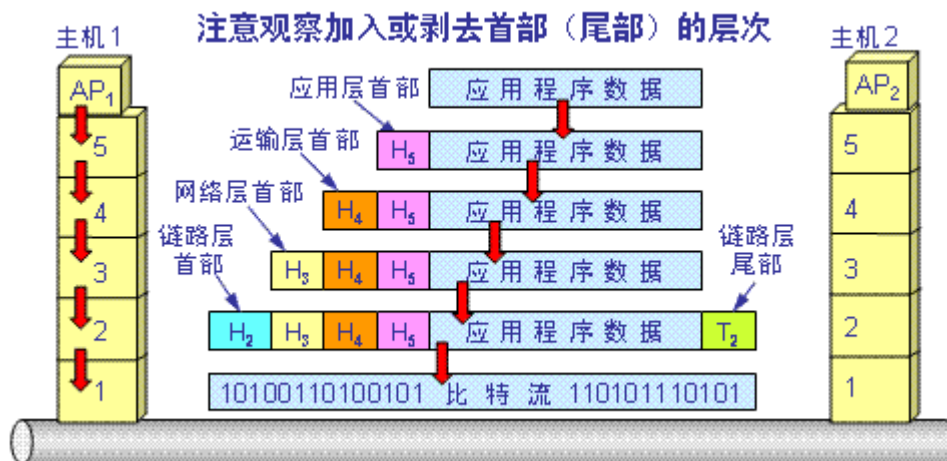 注意观察加入或剥去首部（尾部）的层次
主机1
主机2
AP1
AP2
应用层首部
应用程序数据
5
H5
应用程序数据
5
运输层首部
4
H4 H5 应用程序数据
4
网络层首部
3
H3 H4 H5 应用程序数据
3
链路层
首部
链路层
尾部
2
H2 H3 H4 H5 应用程序数据 T2
2
1
10100110100101 比特流 110101110101
1